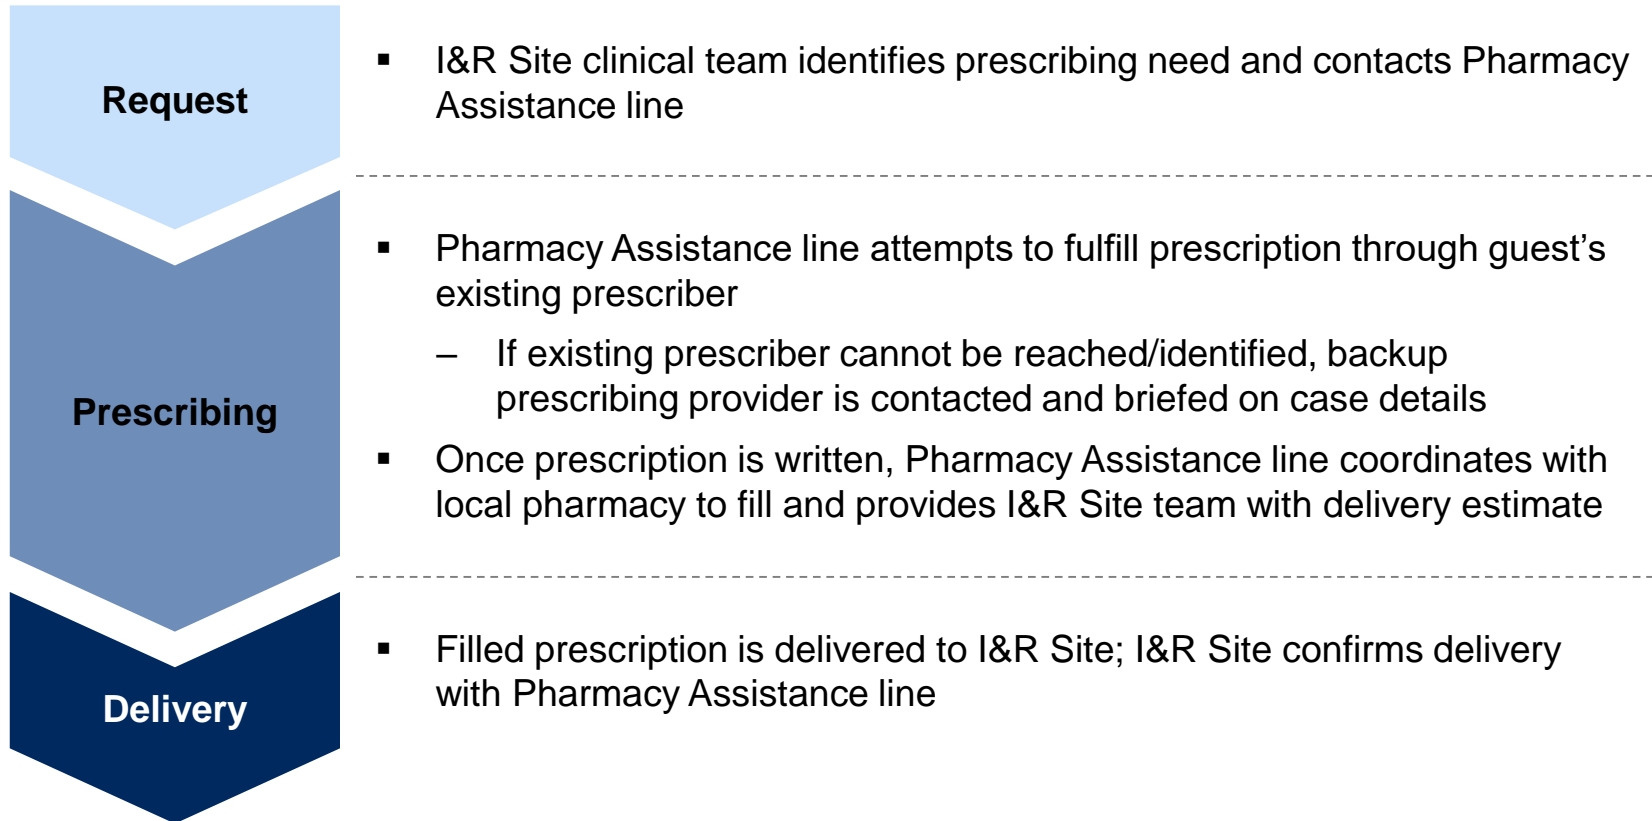 Request
▪ I&R Site clinical team identifies prescribing need and contacts Pharmacy
Assistance line
Prescribing
▪ Pharmacy Assistance line attempts to fulfill prescription through guest’s
existing prescriber
– If existing prescriber cannot be reached/identified, backup
prescribing provider is contacted and briefed on case details
▪ Once prescription is written, Pharmacy Assistance line coordinates with
local pharmacy to fill and provides I&R Site team with delivery estimate
Delivery
▪ Filled prescription is delivered to I&R Site; I&R Site confirms delivery
with Pharmacy Assistance line